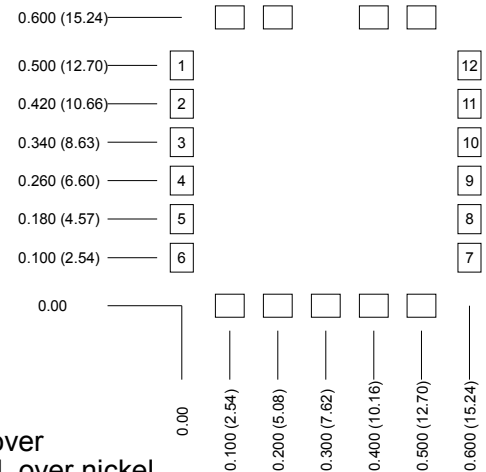 0.600 (15.24)
0.500 (12.70) 1 12
0.420 (10.66) 2 11
0.340 (8.63) 3 10
0.260 (6.60) 4 9
0.180 (4.57) 5 8
0.100 (2.54) 6 7
0.00
0.00
0.100 (2.54)
0.200 (5.08)
0.300 (7.62)
0.400 (10.16)
0.500 (12.70)
0.600 (15.24)
over
over nickel